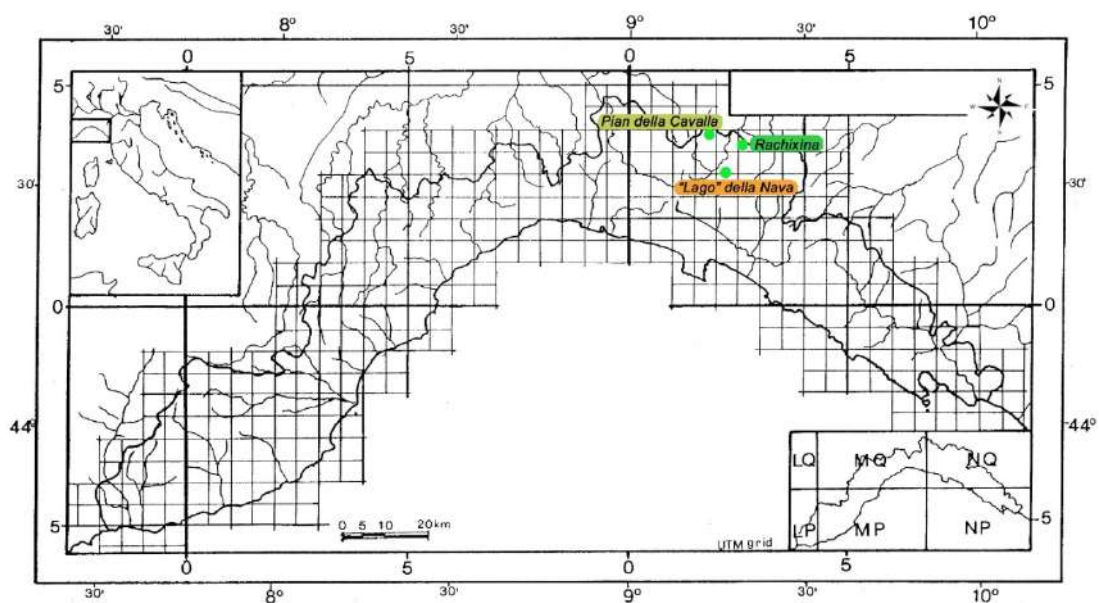 30' 8° 30' 9° 30' 10°
0 5 0 5
5 5
Pian della Cavalla
Rachixina
"Lago" della Nava
N
W
30' 30'
0 0
44° 44°
LQ MQ NQ
LP MP NP
0 5 10 20km
UTM grid
5 5
0 5 0 5
30' 8° 30' 9° 30' 10°